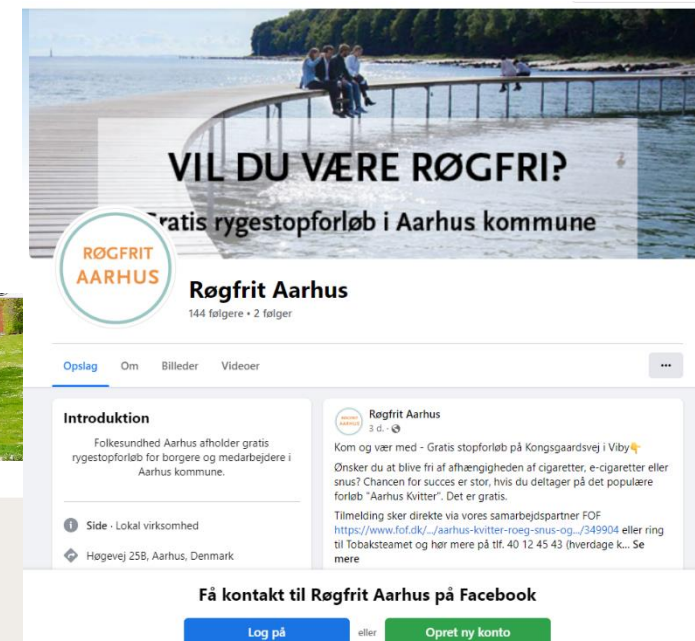 VIL DU VÆRE RØGFRI?
Gratis rygestopforløb i Aarhus kommune
RØGFRIT
AARHUS
Røgfrit Aarhus
144 følgere • 2 følger
Opslag Om Billeder Videoer
Introduktion
Folkesundhed Aarhus afholder gratis
rygestopforløb for borgere og medarbejdere i
Aarhus kommune.
Side · Lokal virksomhed
Høgevej 25B, Aarhus, Denmark
RØGFRIT
AARHUS
Røgfrit Aarhus
3 d. ·
Kom og vær med - Gratis stopforløb på Kongsgaardsvej i Viby👇
Ønsker du at blive fri af afhængigheden af cigaretter, e-cigaretter eller
snus? Chancen for succes er stor, hvis du deltager på det populære
forløb "Aarhus Kvitter". Det er gratis.
Tilmelding sker direkte via vores samarbejdspartner FOF
https://www.fof.dk/.../aarhus-kvitter-roeg-snus-og.../349904 eller ring
til Tobaksteamet og hør mere på tlf. 40 12 45 43 (hverdage k... Se
mere
Få kontakt til Røgfrit Aarhus på Facebook
Log på eller Opret ny konto